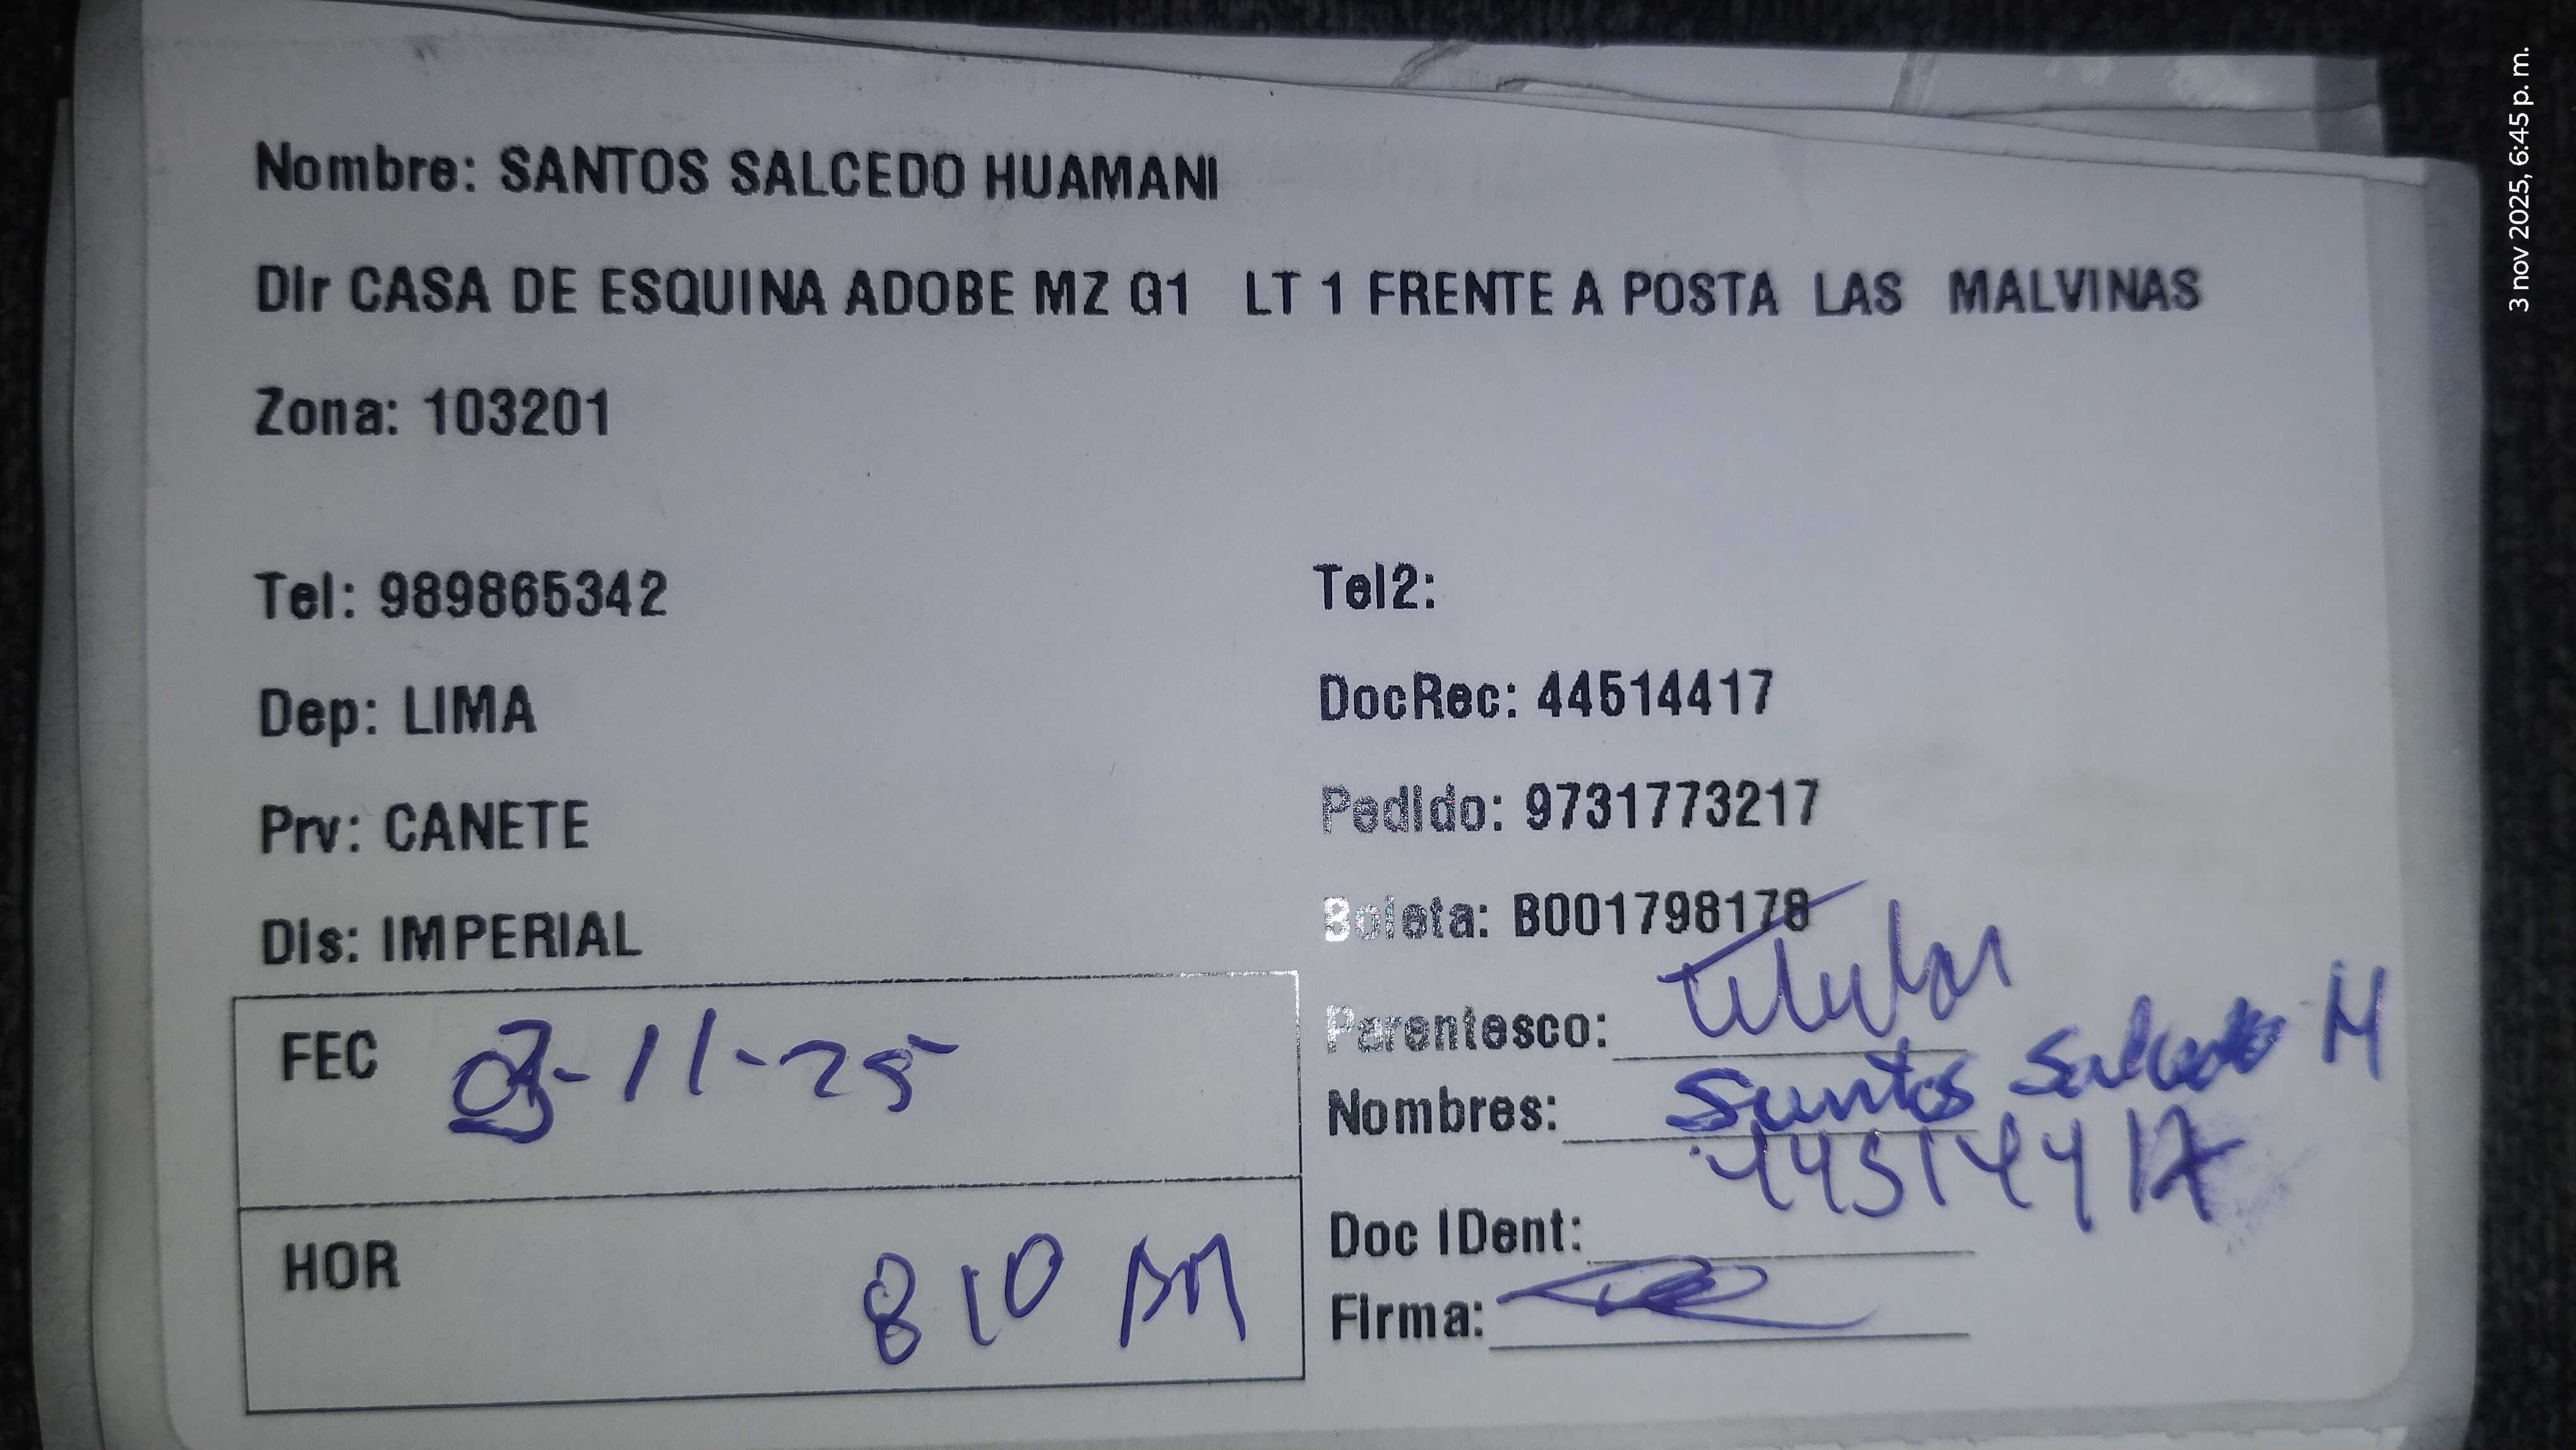 Nombre: SANTOS SALCEDO HUAMANI
Dir CASA DE ESQUINA ADOBE MZ G1 LT 1 FRENTE A POSTA LAS MALVINAS
Zona: 103201
Tel: 989865342
Tel2:
Dep: LIMA
DocRec: 44514417
Prv: CANETE
Pedido: 9731773217
Dis: IMPERIAL
Boleta: B001798178
FEC 03-11-25
Parentesco: Titular
Nombres: Santos Salcedo H
HOR 8 10 AM
Doc IDent: 44514417
Firma:
3 nov 2025, 6:45 p. m.